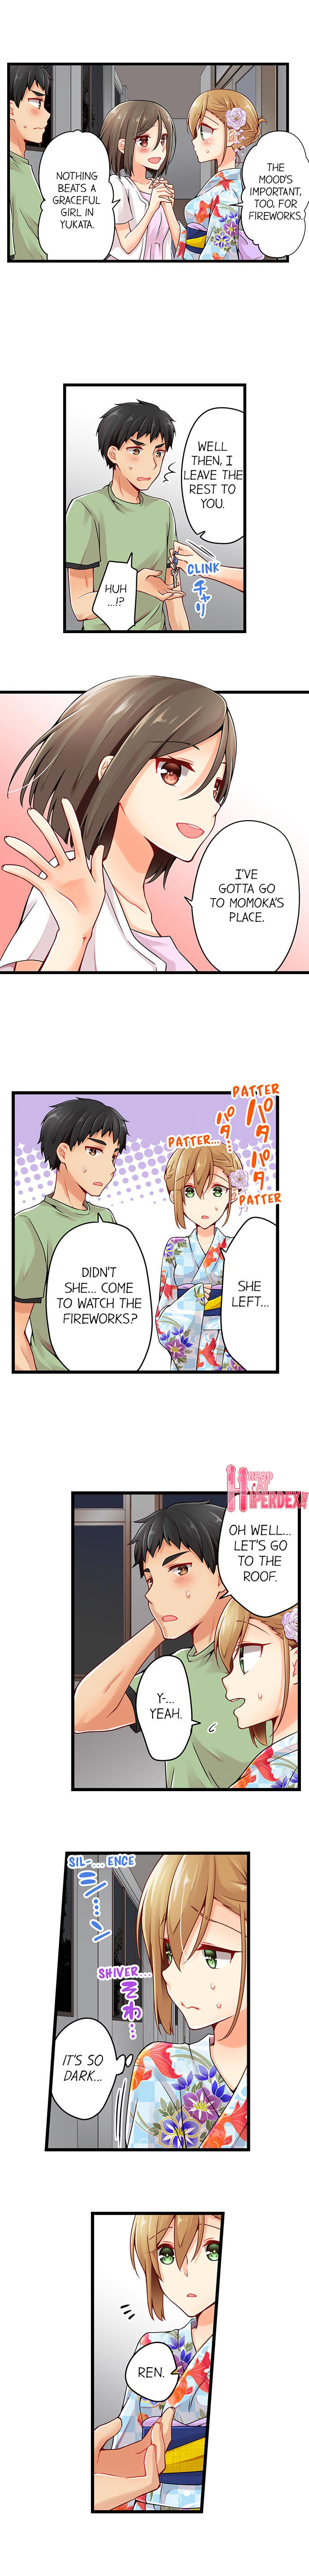 THE
MOOD'S
IMPORTANT,
TOO, FOR
FIREWORKS.
NOTHING
BEATS A
GRACEFUL
GIRL IN
YUKATA.
WELL
THEN, I
LEAVE THE
REST TO
YOU.
CLINK
チャリ
HUH
...!?
I'VE
GOTTA GO
TO MOMOKA'S
PLACE.
PATTER
パタ
パタ
PATTER...
パタ...
PATTER
SHE
LEFT...
DIDN'T
SHE... COME
TO WATCH THE
FIREWORKS?
HIPERDEX
OH WELL...
LET'S GO
TO THE
ROOF.
Y-...
YEAH.
SIL-... ENCE
シ...ン
SHIVER...
そわ...
IT'S SO
DARK...
REN.